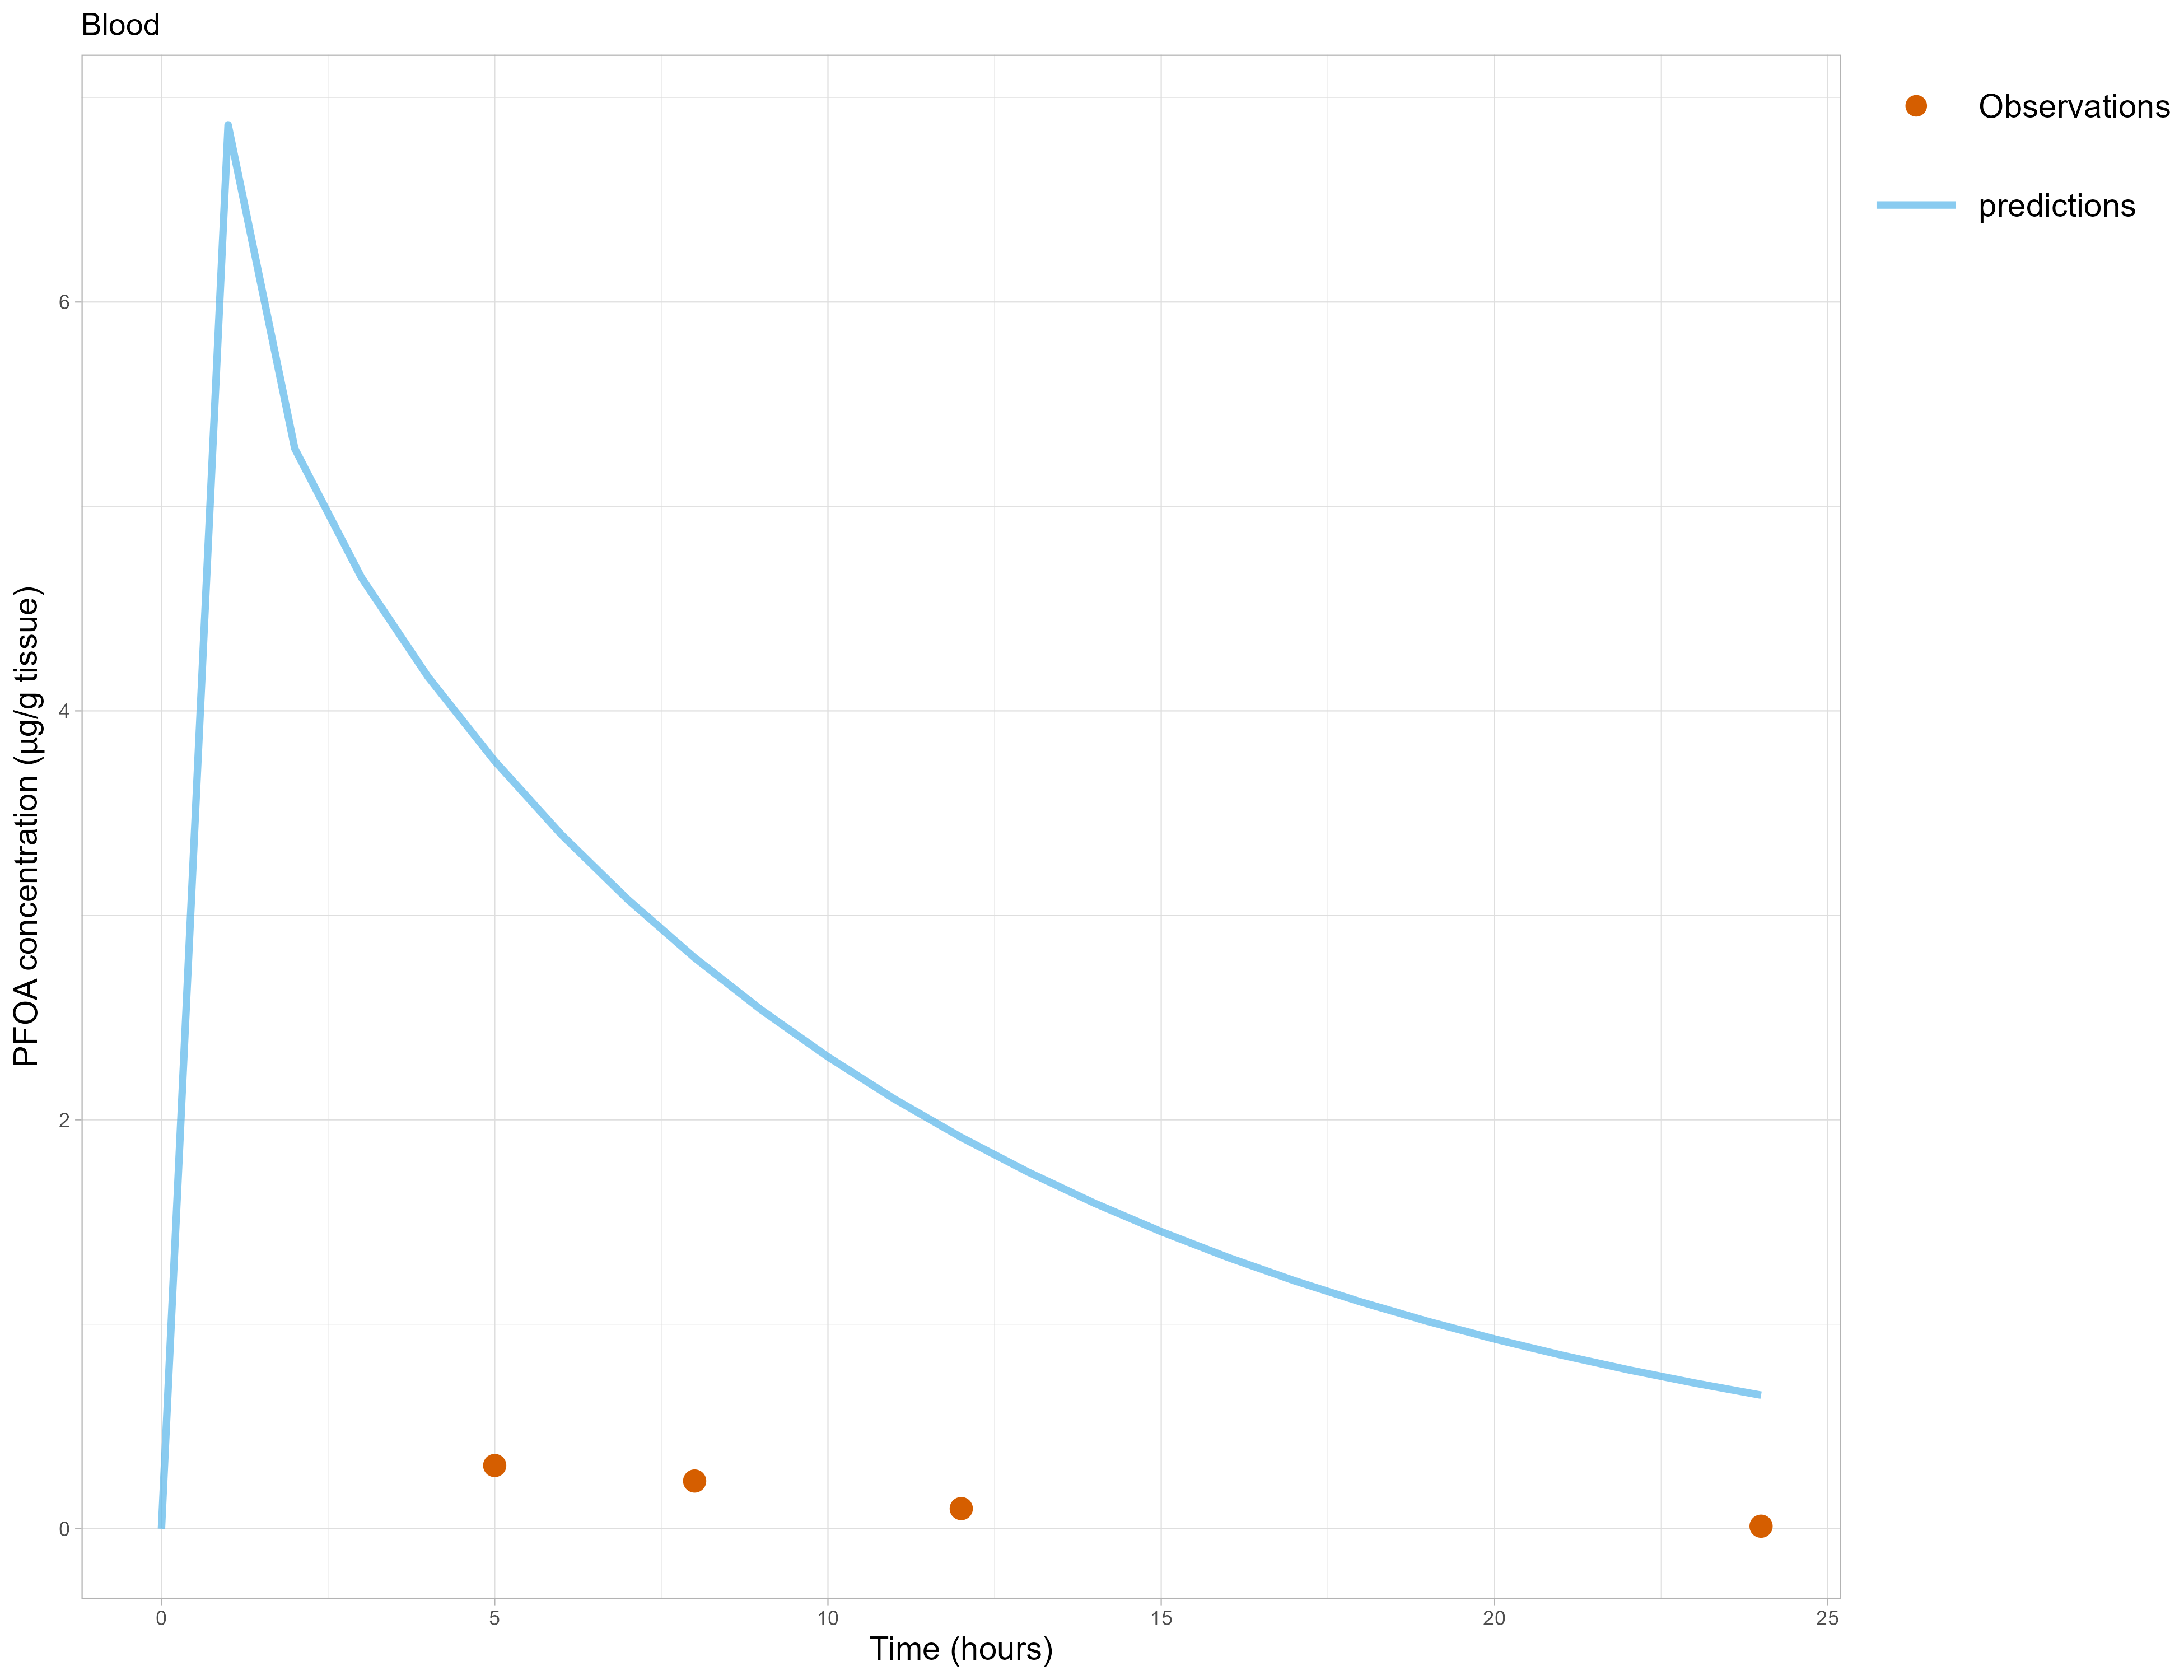 Blood
Observations
predictions
PFOA concentration (µg/g tissue)
6
4
2
0
0 5 10 15 20 25
Time (hours)